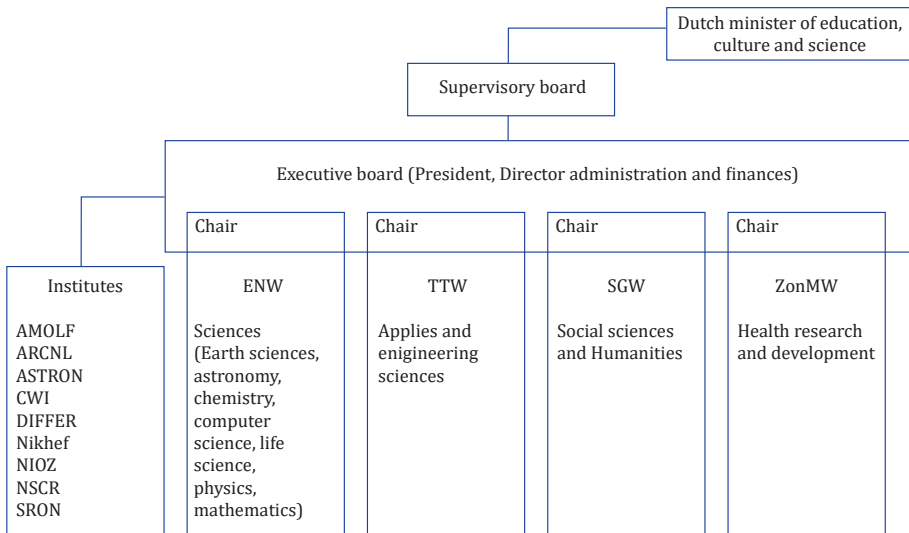 Dutch minister of education,
culture and science
Supervisory board
Executive board (President, Director administration and finances)
Chair
Chair
Chair
Chair
Institutes
AMOLF
ARCNL
ASTRON
CWI
DIFFER
Nikhef
NIOZ
NSCR
SRON
ENW
Sciences
(Earth sciences,
astronomy,
chemistry,
computer
science, life
science,
physics,
mathematics)
TTW
Applies and
enigineering
sciences
SGW
Social sciences
and Humanities
ZonMW
Health research
and development